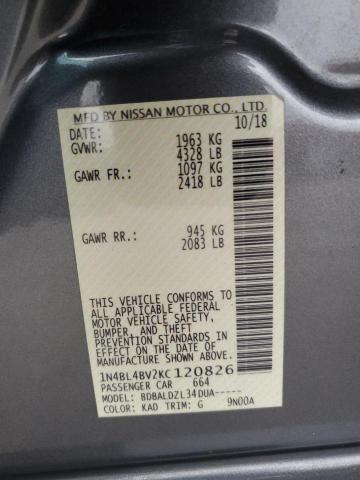 MFD BY NISSAN MOTOR CO., LTD.
DATE: 10/18
GVWR: 1963 KG
4328 LB
GAWR FR.: 1097 KG
2418 LB
GAWR RR.: 945 KG
2083 LB
THIS VEHICLE CONFORMS TO
ALL APPLICABLE FEDERAL
MOTOR VEHICLE SAFETY,
BUMPER, AND THEFT
PREVENTION STANDARDS IN
EFFECT ON THE DATE OF
MANUFACTURE SHOWN ABOVE.
1N4BL4BV2KC120826
PASSENGER CAR 664
MODEL: BDBALDZL34DUA-----
COLOR: KAD TRIM: G 9N00A